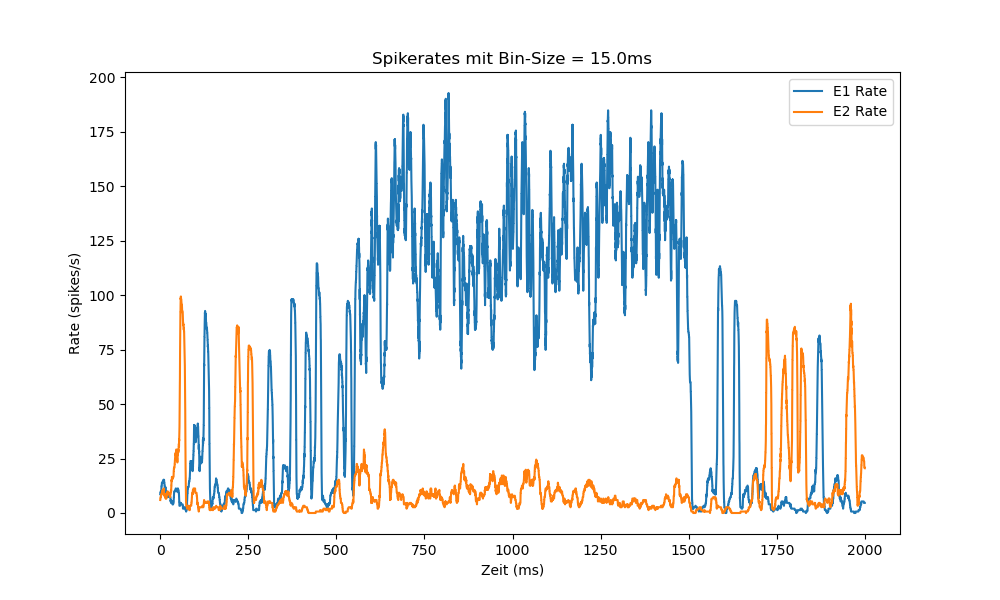 Spikerates mit Bin-Size = 15.0ms
E1 Rate
E2 Rate
Rate (spikes/s)
200
175
150
125
100
75
50
25
0
0 250 500 750 1000 1250 1500 1750 2000
Zeit (ms)